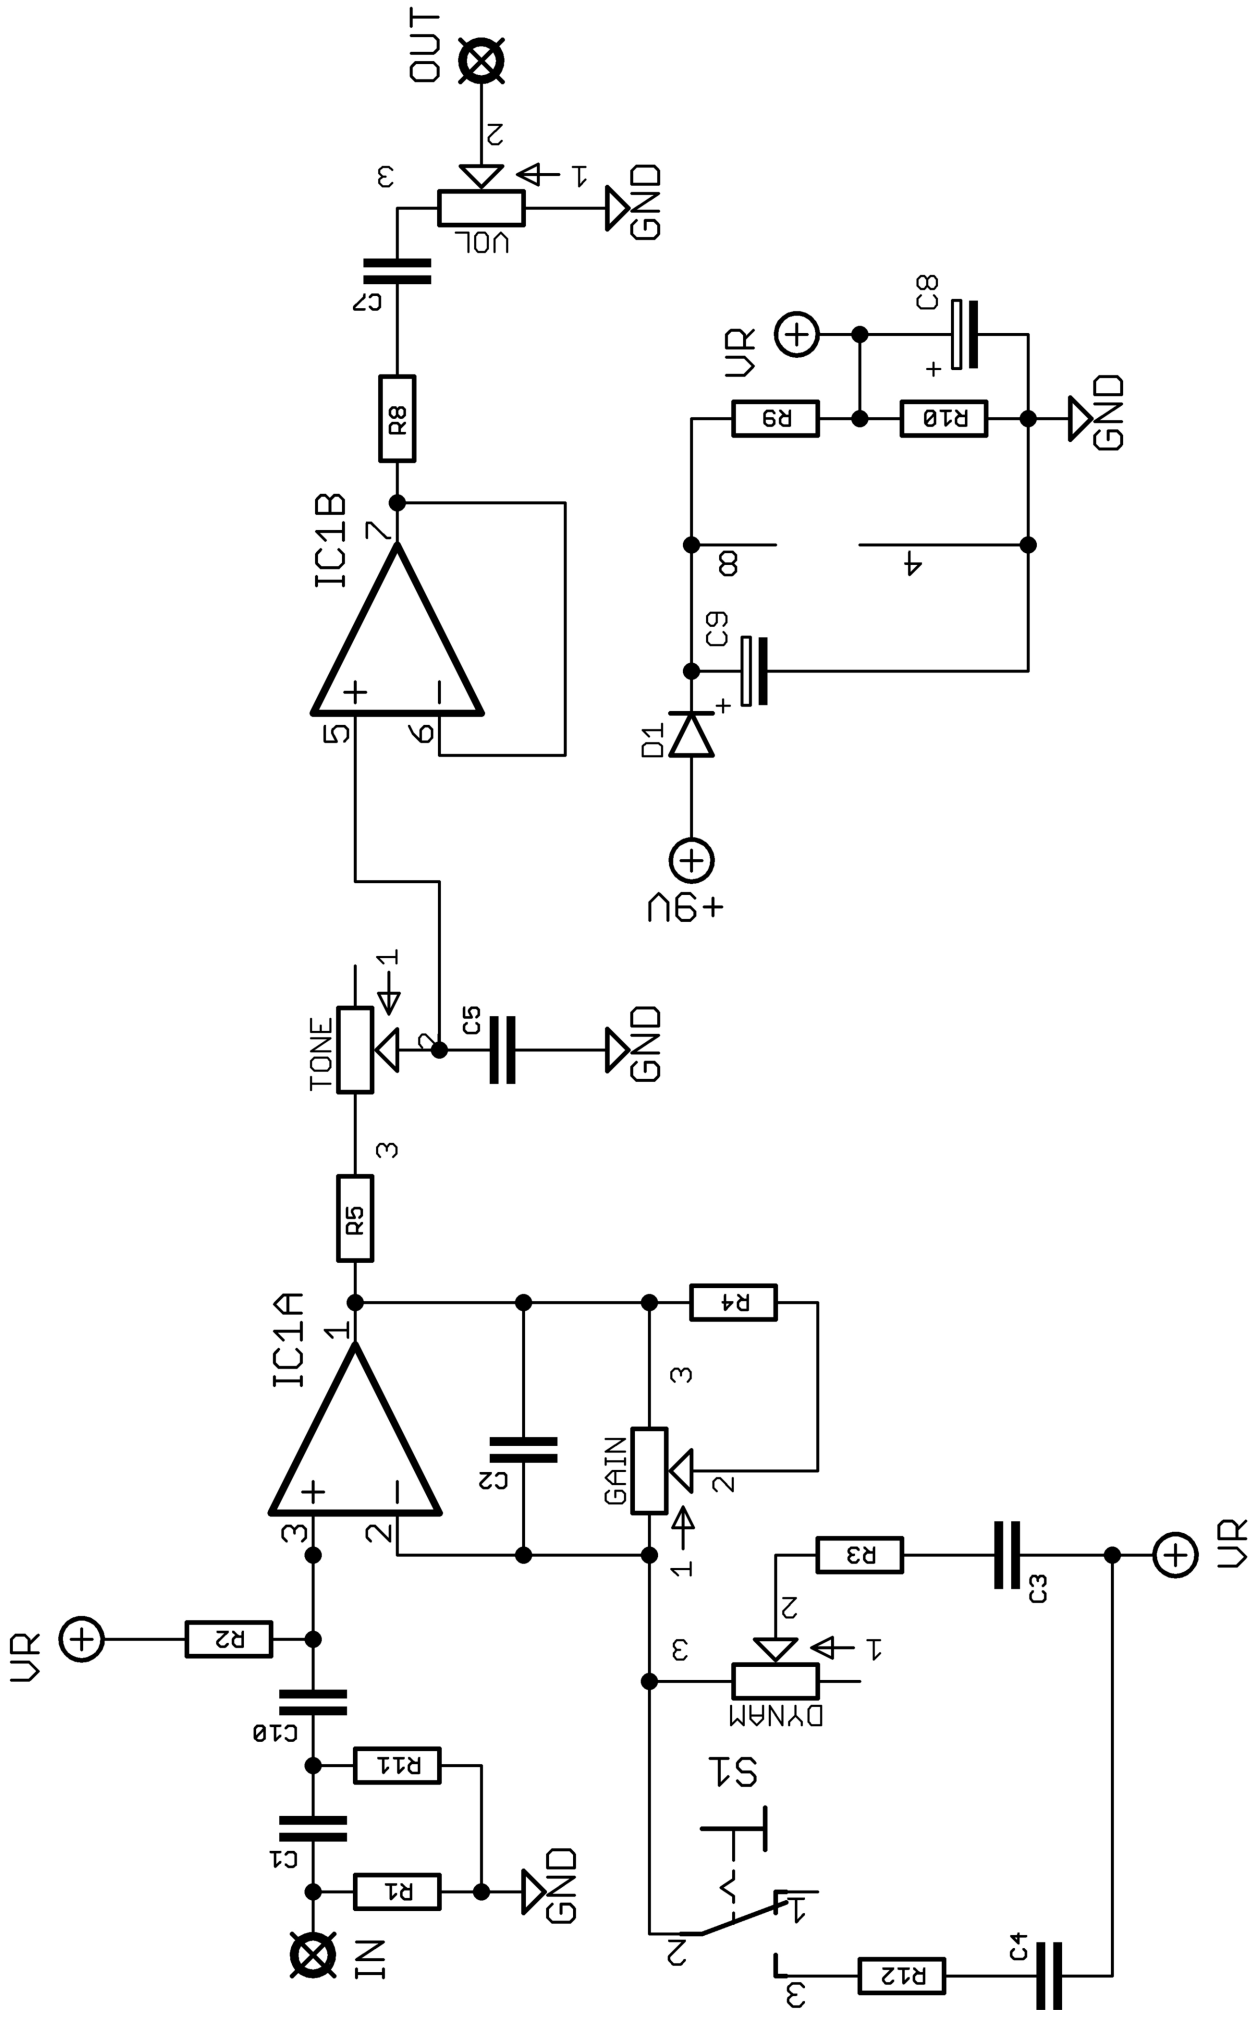 OUT
2
3
1
VOL
GND
C7
C8
+
VR
R8
R9
R10
GND
IC1B
7
8
4
C9
+
5
+
6
−
D1
+9V
1
TONE
2
C5
GND
3
R5
IC1A
1
R4
3
C2
GAIN
2
3
+
2
−
1
R3
C3
VR
VR
R2
2
3
1
DYNAM
C10
R11
S1
C1
R1
GND
IN
1
2
3
R12
C4